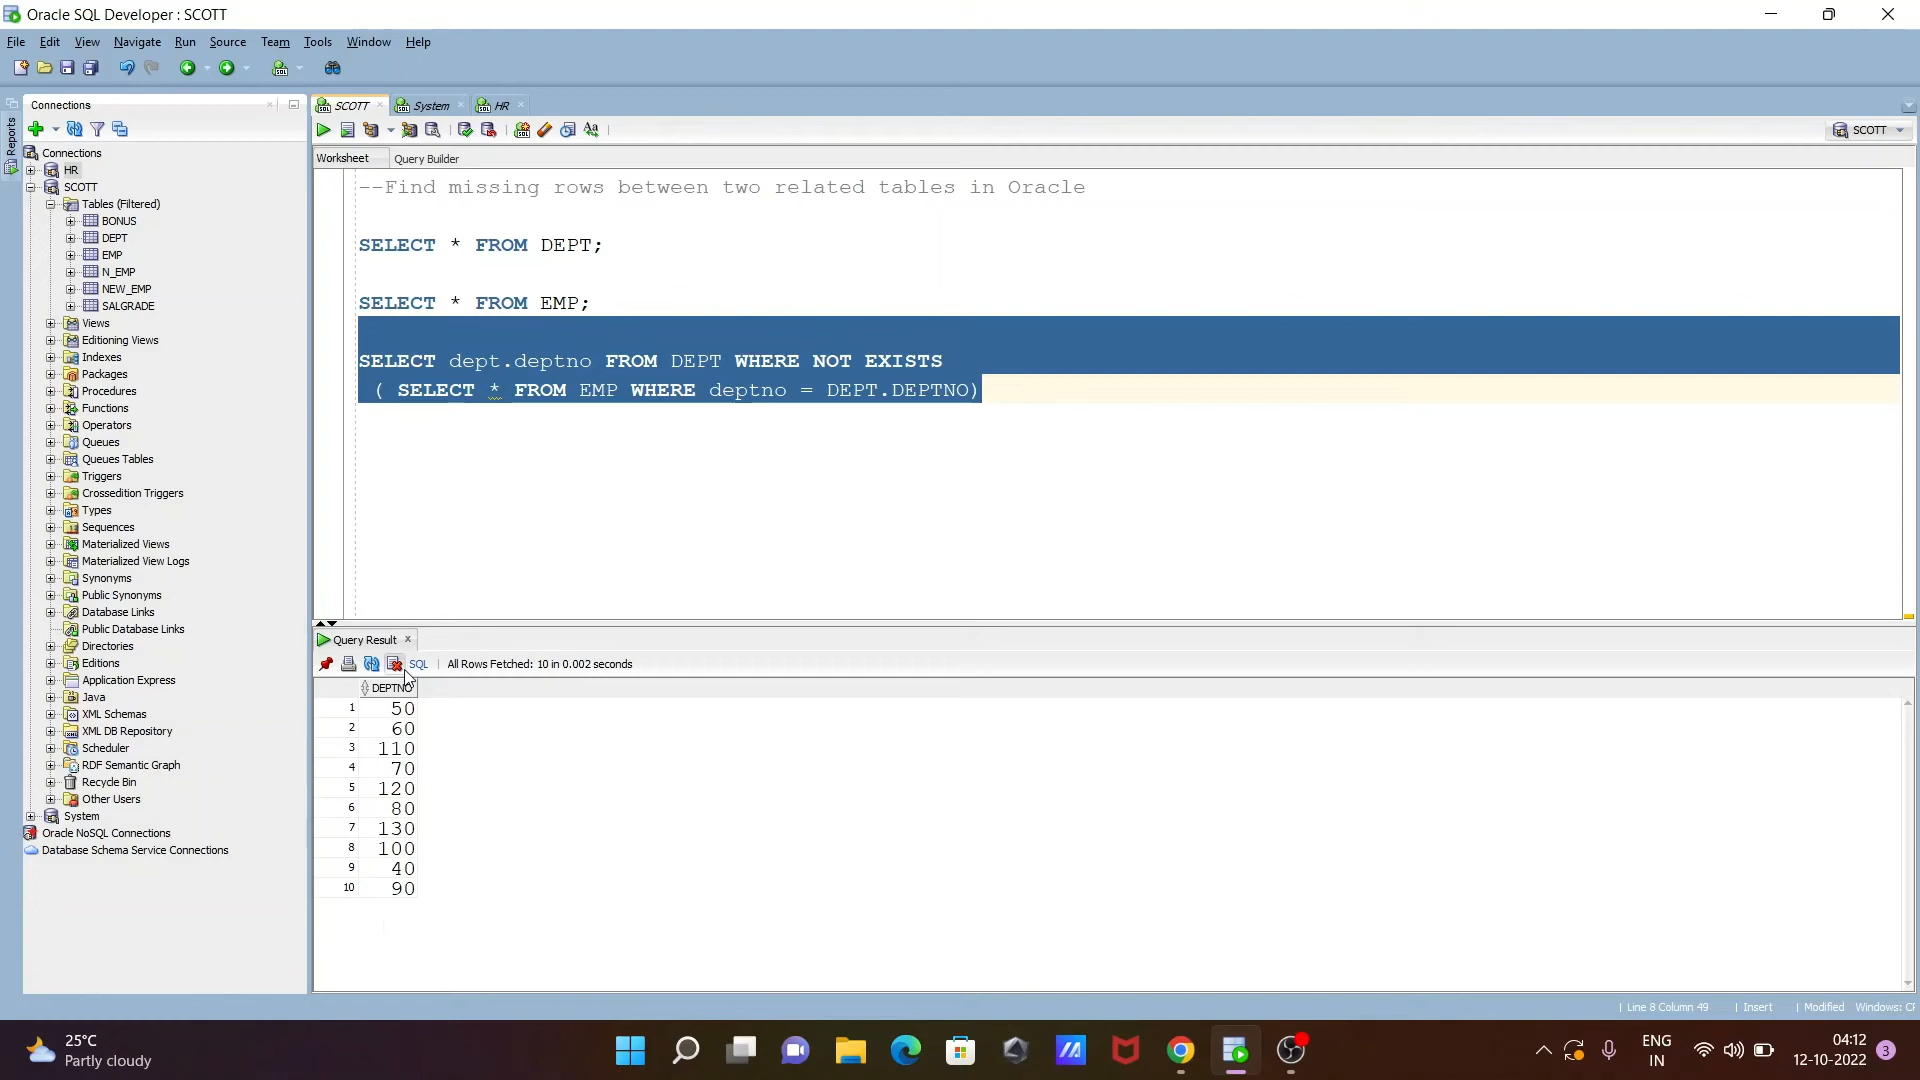 Oracle SQL Developer : SCOTT
File Edit View Navigate Run Source Team Tools Window Help
Connections
SCOTT System HR
Reports
SCOTT
Worksheet Query Builder
Connections
HR
SCOTT
Tables (Filtered)
BONUS
DEPT
EMP
N_EMP
NEW_EMP
SALGRADE
Views
Editioning Views
Indexes
Packages
Procedures
Functions
Operators
Queues
Queues Tables
Triggers
Crossedition Triggers
Types
Sequences
Materialized Views
Materialized View Logs
Synonyms
Public Synonyms
Database Links
Public Database Links
Directories
Editions
Application Express
Java
XML Schemas
XML DB Repository
Scheduler
RDF Semantic Graph
Recycle Bin
Other Users
System
Oracle NoSQL Connections
Database Schema Service Connections
--Find missing rows between two related tables in Oracle
SELECT * FROM DEPT;
SELECT * FROM EMP;
SELECT dept.deptno FROM DEPT WHERE NOT EXISTS
( SELECT * FROM EMP WHERE deptno = DEPT.DEPTNO)
Query Result
SQL | All Rows Fetched: 10 in 0.002 seconds
DEPTNO
1 50
2 60
3 110
4 70
5 120
6 80
7 130
8 100
9 40
10 90
| Line 8 Column 49 | Insert | Modified Windows: CF
25°C
Partly cloudy
ENG
IN
04:12
12-10-2022
3